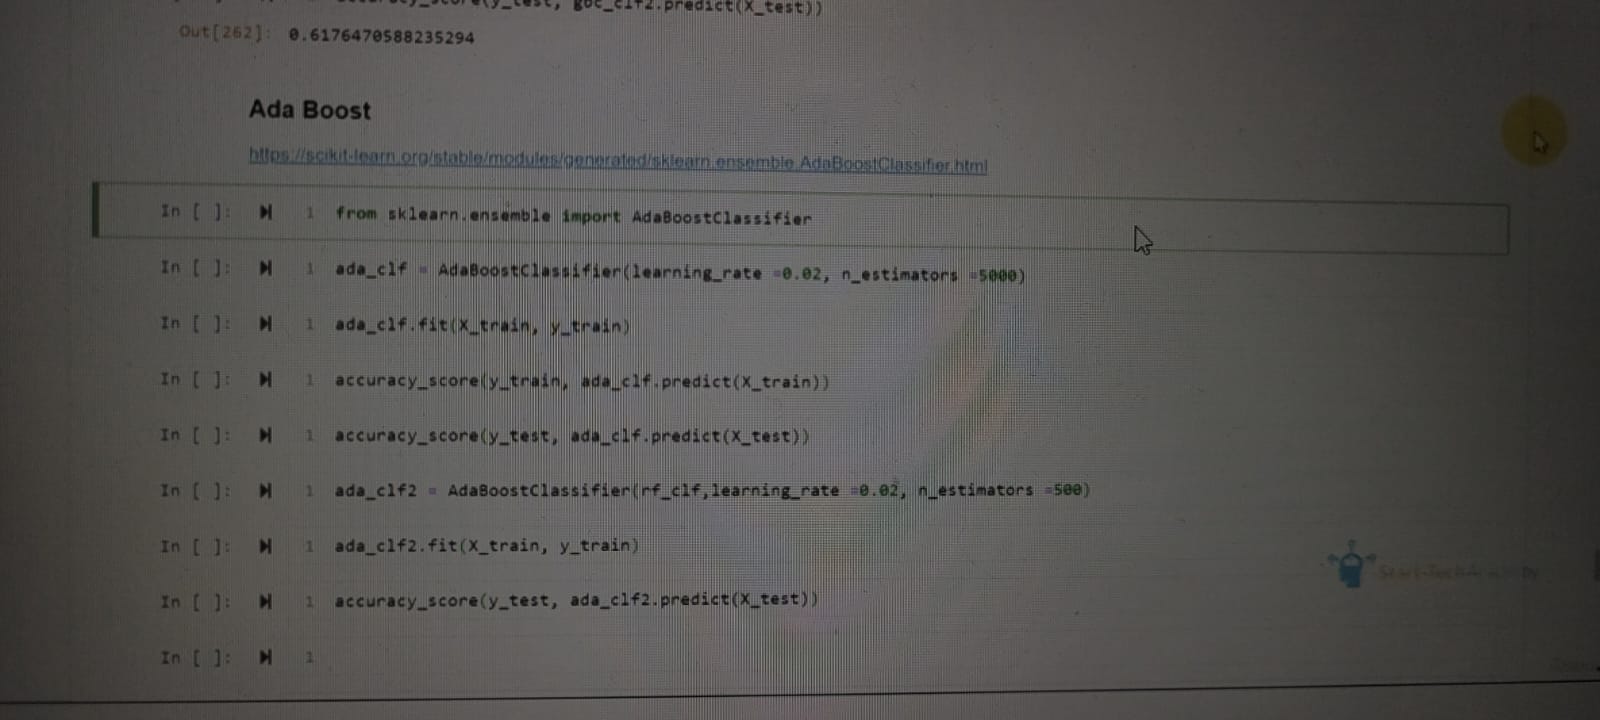 accuracy_score(y_test, gbc_clf2.predict(X_test))
Out[262]: 0.6176470588235294
Ada Boost
https://scikit-learn.org/stable/modules/generated/sklearn.ensemble.AdaBoostClassifier.html
In [ ]: 1 from sklearn.ensemble import AdaBoostClassifier
In [ ]: 1 ada_clf = AdaBoostClassifier(learning_rate =0.02, n_estimators =5000)
In [ ]: 1 ada_clf.fit(X_train, y_train)
In [ ]: 1 accuracy_score(y_train, ada_clf.predict(X_train))
In [ ]: 1 accuracy_score(y_test, ada_clf.predict(X_test))
In [ ]: 1 ada_clf2 = AdaBoostClassifier(rf_clf,learning_rate =0.02, n_estimators =500)
In [ ]: 1 ada_clf2.fit(X_train, y_train)
In [ ]: 1 accuracy_score(y_test, ada_clf2.predict(X_test))
In [ ]: 1